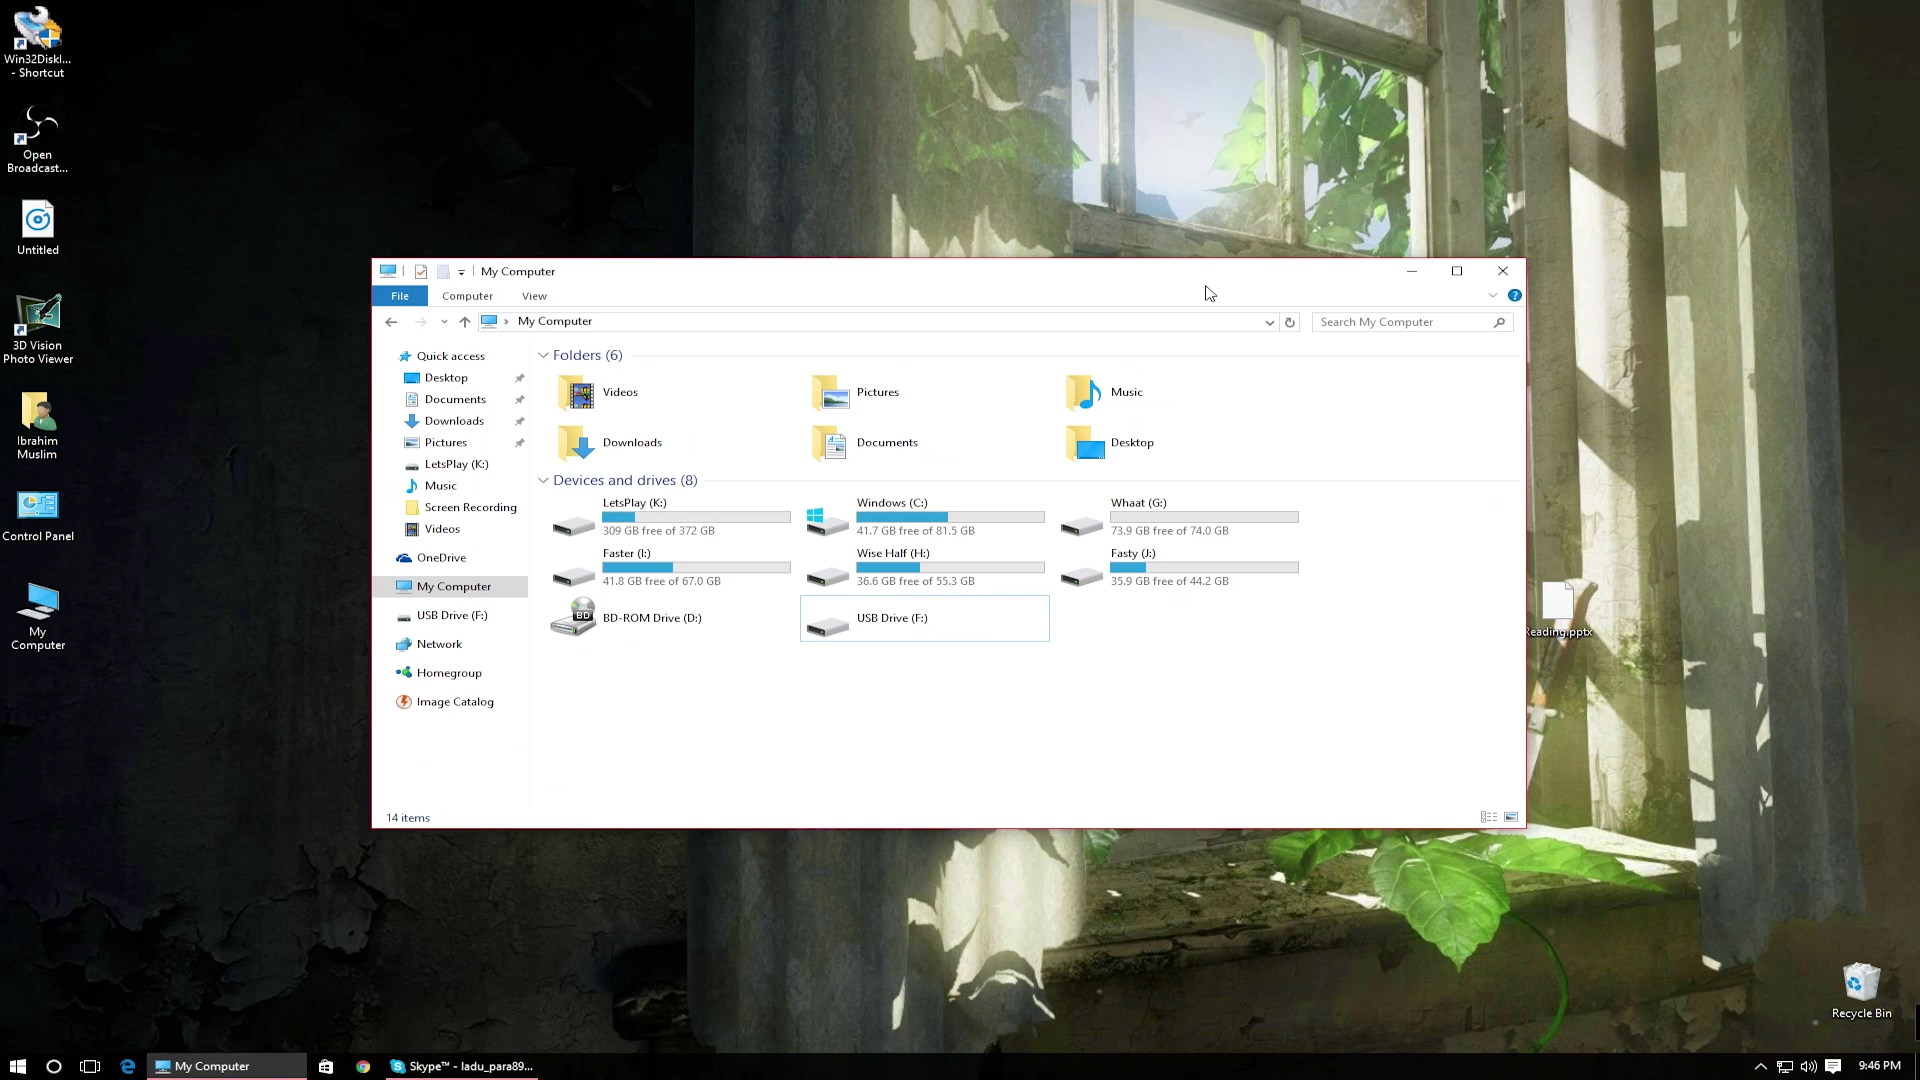 Win32DiskI...
- Shortcut
Open
Broadcast...
Untitled
3D Vision
Photo Viewer
Ibrahim
Muslim
Control Panel
My
Computer
My Computer
File
Computer
View
My Computer
Search My Computer
Quick access
Desktop
Documents
Downloads
Pictures
LetsPlay (K:)
Music
Screen Recording
Videos
OneDrive
My Computer
USB Drive (F:)
Network
Homegroup
Image Catalog
Folders (6)
Videos
Pictures
Music
Downloads
Documents
Desktop
Devices and drives (8)
LetsPlay (K:)
309 GB free of 372 GB
Windows (C:)
41.7 GB free of 81.5 GB
Whaat (G:)
73.9 GB free of 74.0 GB
Faster (I:)
41.8 GB free of 67.0 GB
Wise Half (H:)
36.6 GB free of 55.3 GB
Fasty (J:)
35.9 GB free of 44.2 GB
BD
BD-ROM Drive (D:)
USB Drive (F:)
14 items
Reading.pptx
Recycle Bin
My Computer
Skype™ - ladu_para89...
9:46 PM